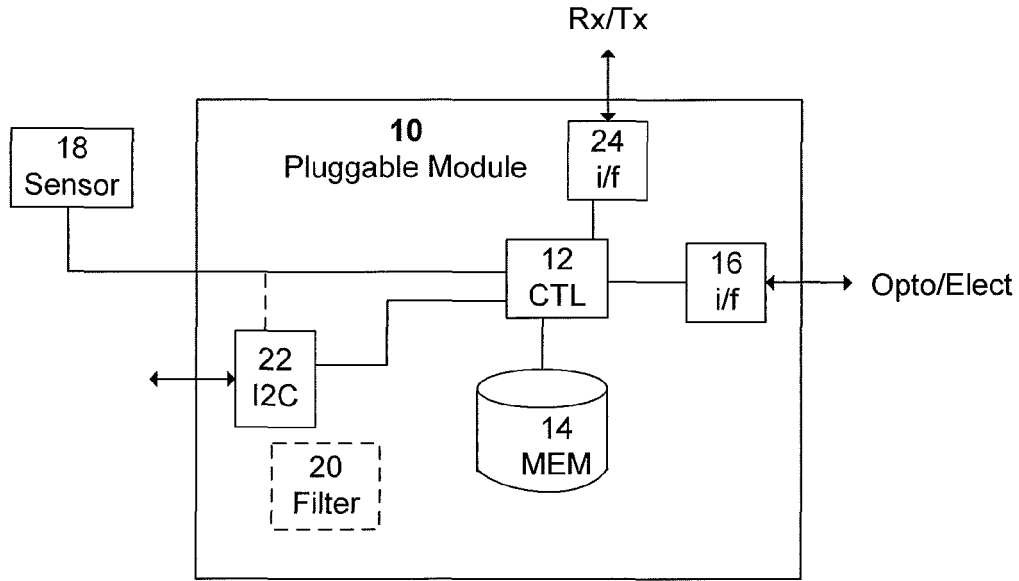 Rx/Tx
10
Pluggable Module
24
i/f
18
Sensor
12
CTL
16
i/f
Opto/Elect
22
I2C
14
MEM
20
Filter